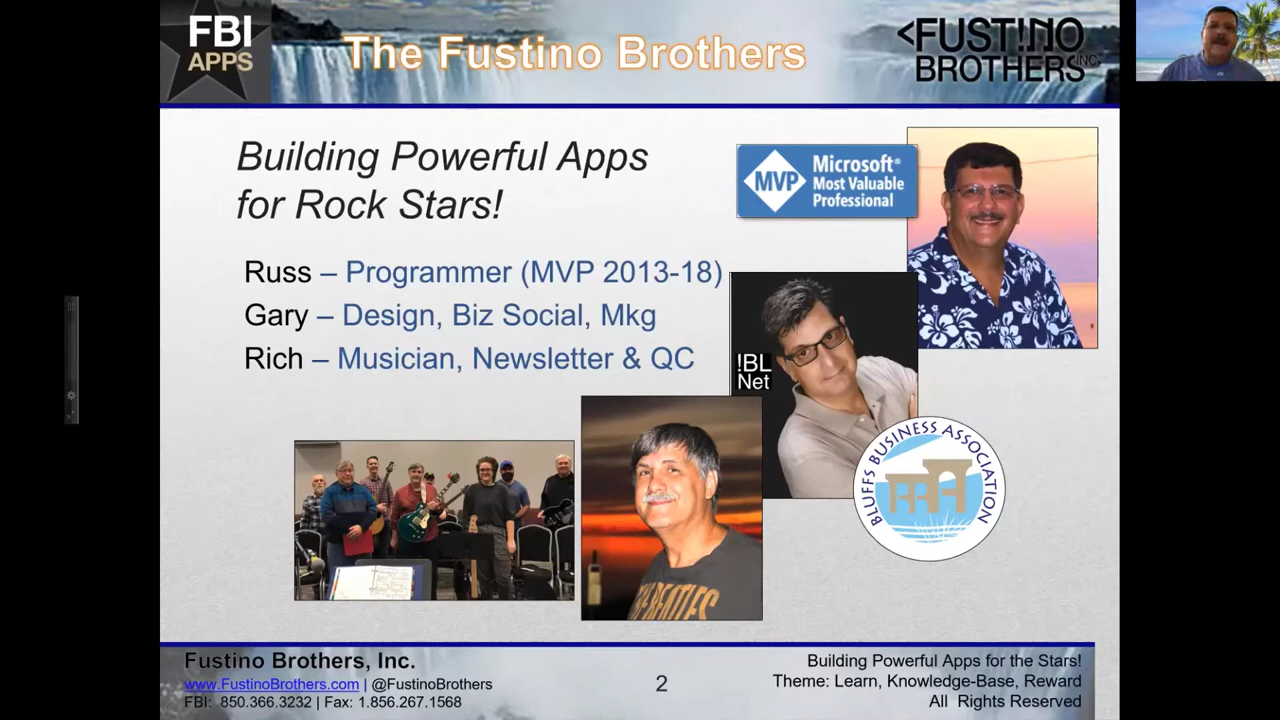 FBI
APPS
The Fustino Brothers
<FUST!NO
BROTHERS INC
Building Powerful Apps
for Rock Stars!
Microsoft®
Most Valuable
Professional
MVP
Russ – Programmer (MVP 2013-18)
Gary – Design, Biz Social, Mkg
Rich – Musician, Newsletter & QC
!BL
Net
BLUFFS BUSINESS ASSOCIATION
THE BEATLES
Fustino Brothers, Inc.
www.FustinoBrothers.com | @FustinoBrothers
FBI: 850.366.3232 | Fax: 1.856.267.1568
2
Building Powerful Apps for the Stars!
Theme: Learn, Knowledge-Base, Reward
All Rights Reserved